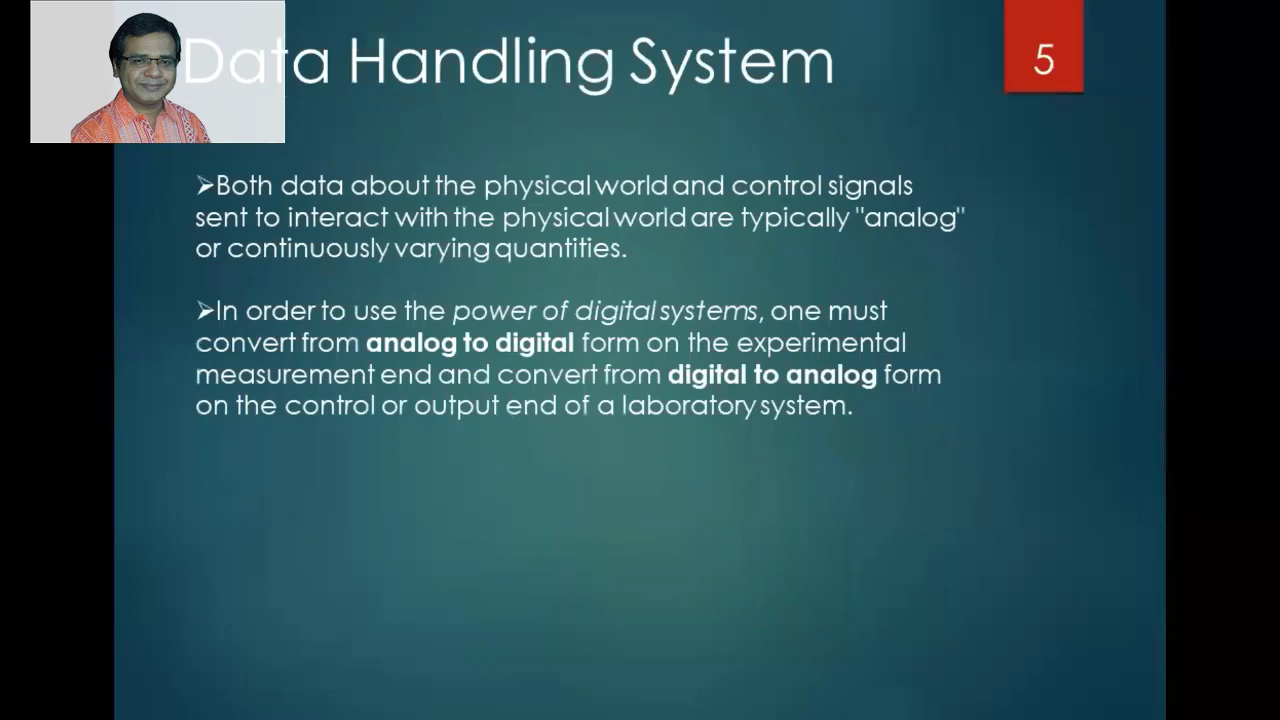 Data Handling System
5
➤Both data about the physical world and control signals
sent to interact with the physical world are typically "analog"
or continuously varying quantities.
➤In order to use the power of digital systems, one must
convert from analog to digital form on the experimental
measurement end and convert from digital to analog form
on the control or output end of a laboratory system.